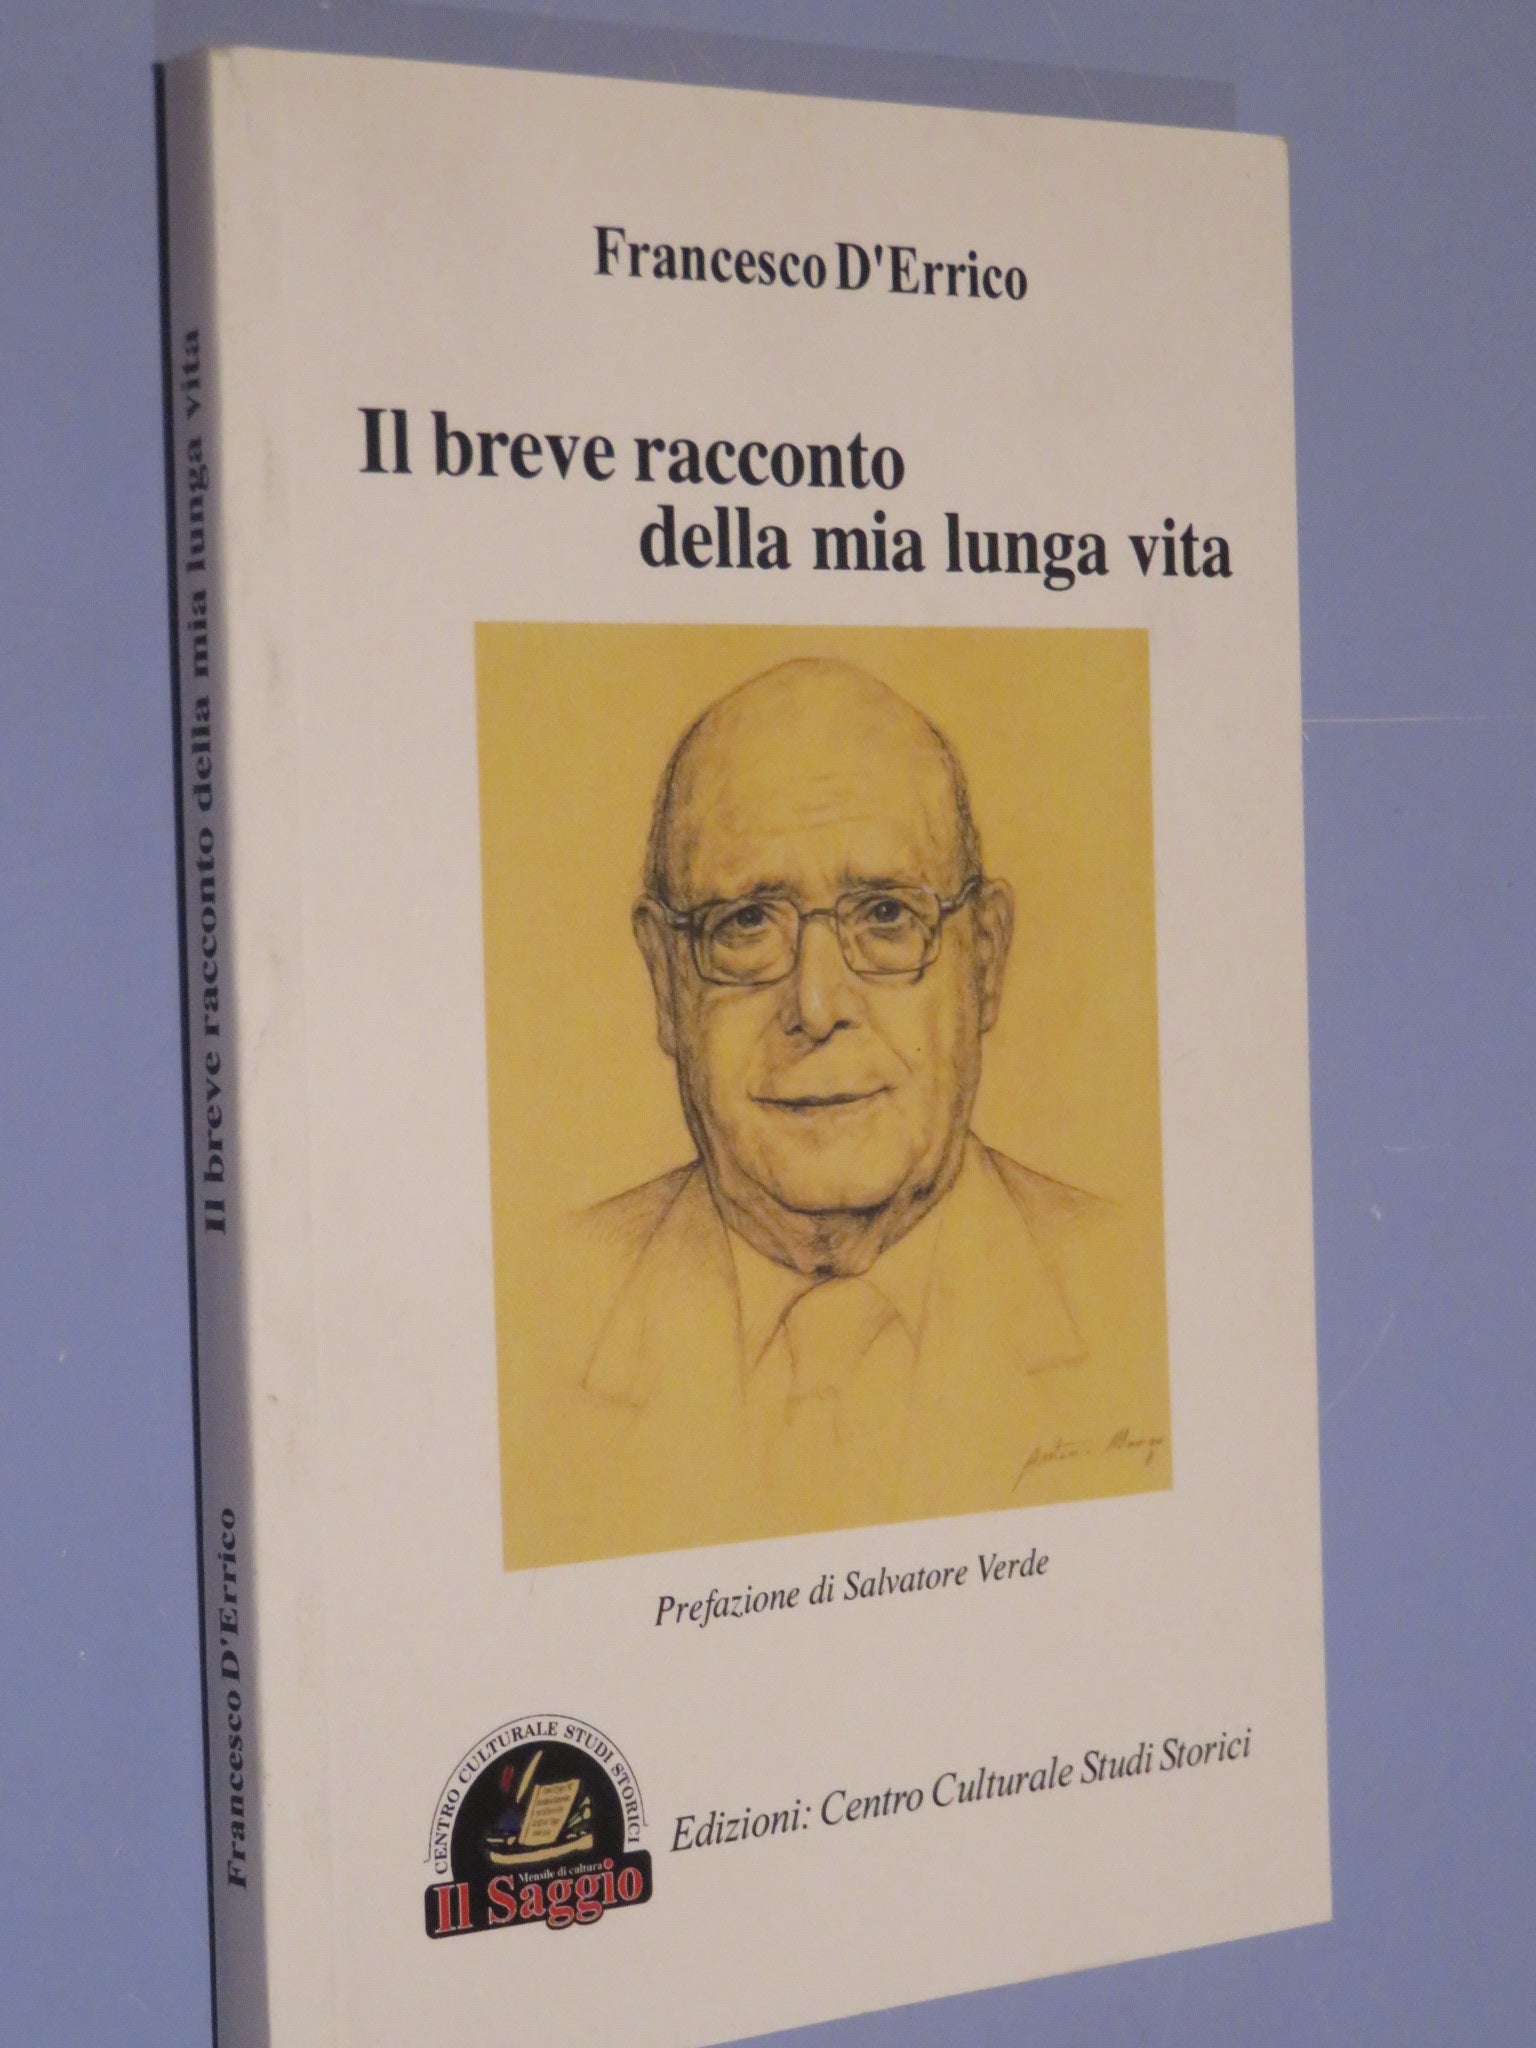 Francesco D'Errico
Il breve racconto
della mia lunga vita
Prefazione di Salvatore Verde
CENTRO CULTURALE STUDI STORICI
Mensile di cultura
Il Saggio
Edizioni: Centro Culturale Studi Storici
Francesco D'Errico
Il breve racconto della mia lunga vita